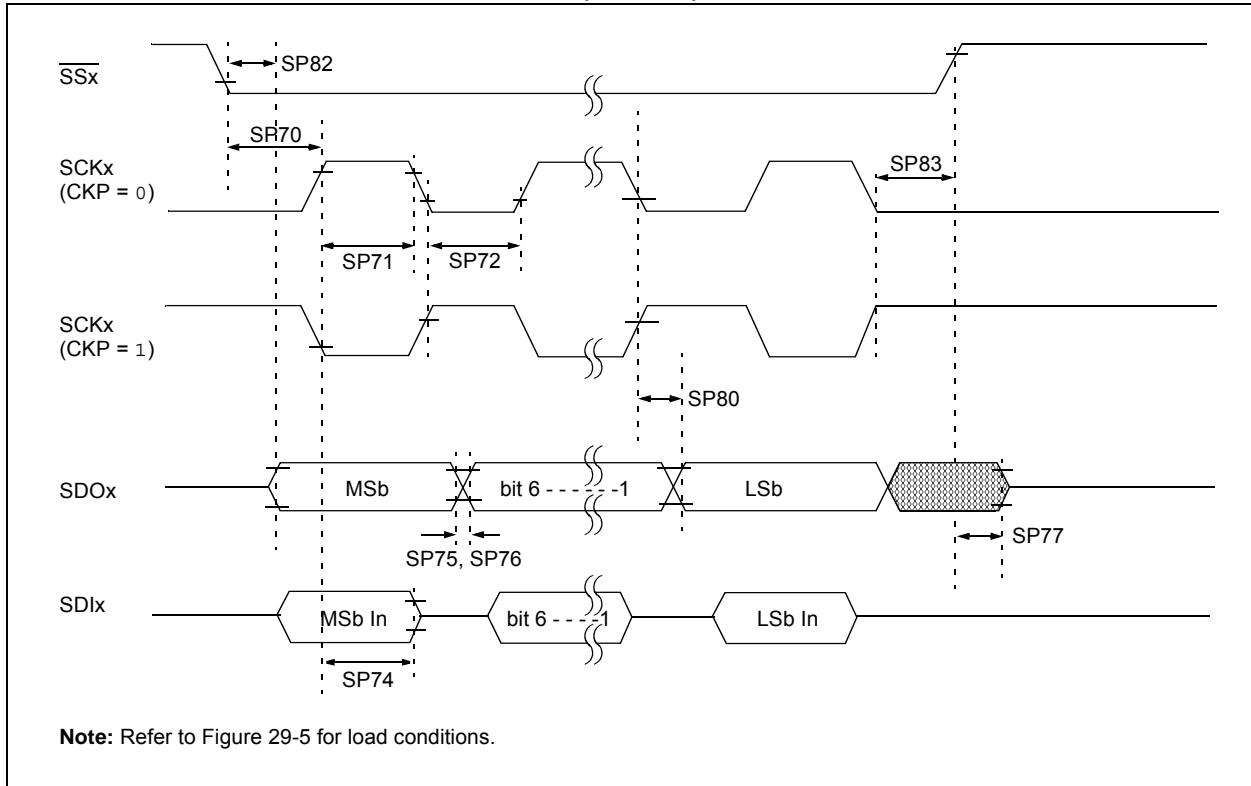 SSx
SP82
SP70
SCKx
(CKP = 0)
SP83
SP71
SP72
SCKx
(CKP = 1)
SP80
SDOx
MSb
bit 6 - - - - - -1
LSb
SP75, SP76
SP77
SDIx
MSb In
bit 6 - - - -1
LSb In
SP74
Note: Refer to Figure 29-5 for load conditions.